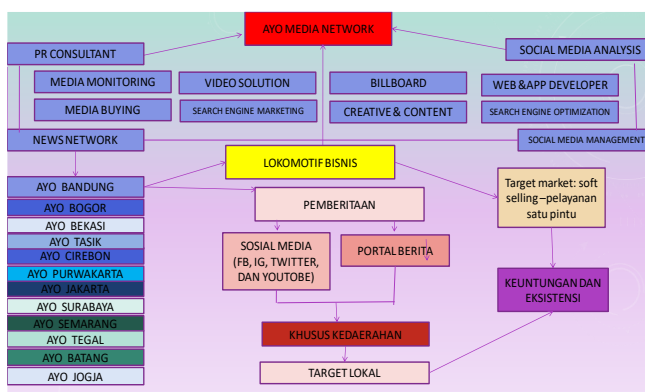 AYO MEDIA NETWORK
PR CONSULTANT
SOCIAL MEDIA ANALYSIS
MEDIA MONITORING
VIDEO SOLUTION
BILLBOARD
WEB &APP DEVELOPER
MEDIA BUYING
SEARCH ENGINE MARKETING
CREATIVE & CONTENT
SEARCH ENGINE OPTIMIZATION
NEWS NETWORK
SOCIAL MEDIA MANAGEMENT
LOKOMOTIF BISNIS
AYO BANDUNG
AYO BOGOR
AYO BEKASI
AYO TASIK
AYO CIREBON
AYO PURWAKARTA
AYO JAKARTA
AYO SURABAYA
AYO SEMARANG
AYO TEGAL
AYO BATANG
AYO JOGJA
PEMBERITAAN
SOSIAL MEDIA
(FB, IG, TWITTER,
DAN YOUTOBE)
PORTAL BERITA
KHUSUS KEDAERAHAN
TARGET LOKAL
Target market: soft
selling –pelayanan
satu pintu
KEUNTUNGAN DAN
EKSISTENSI